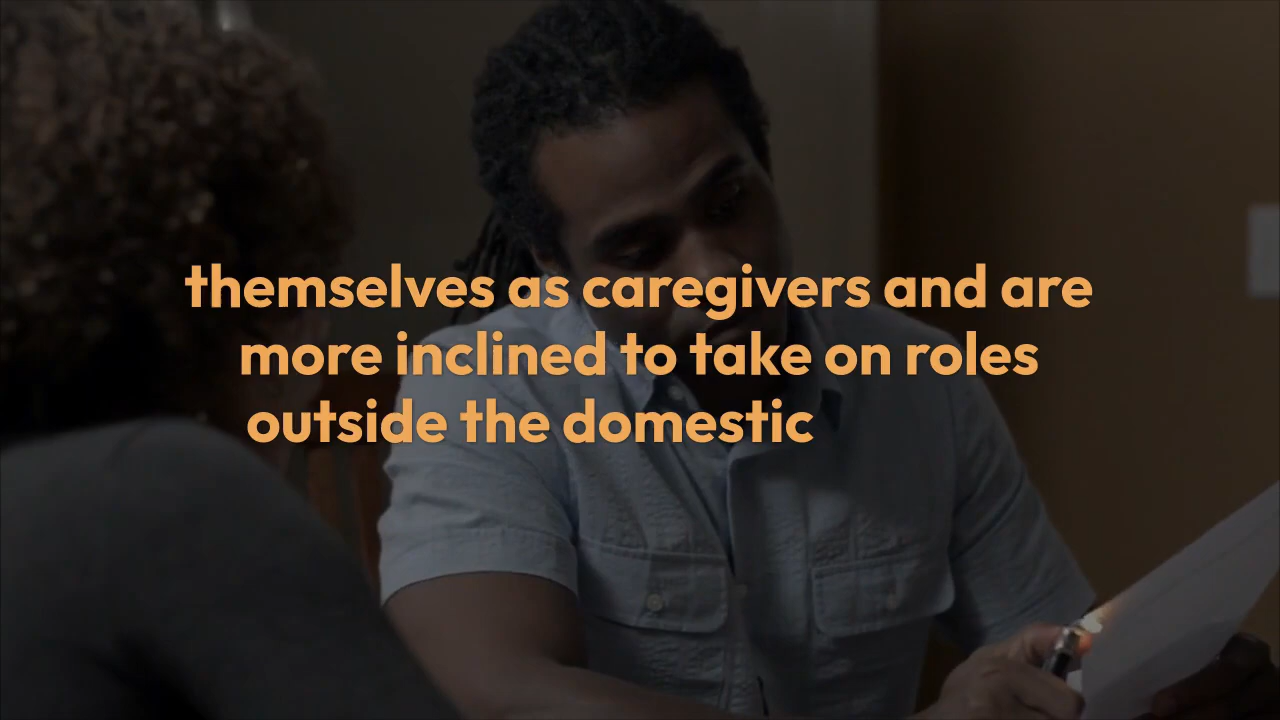 themselves as caregivers and are
more inclined to take on roles
outside the domestic